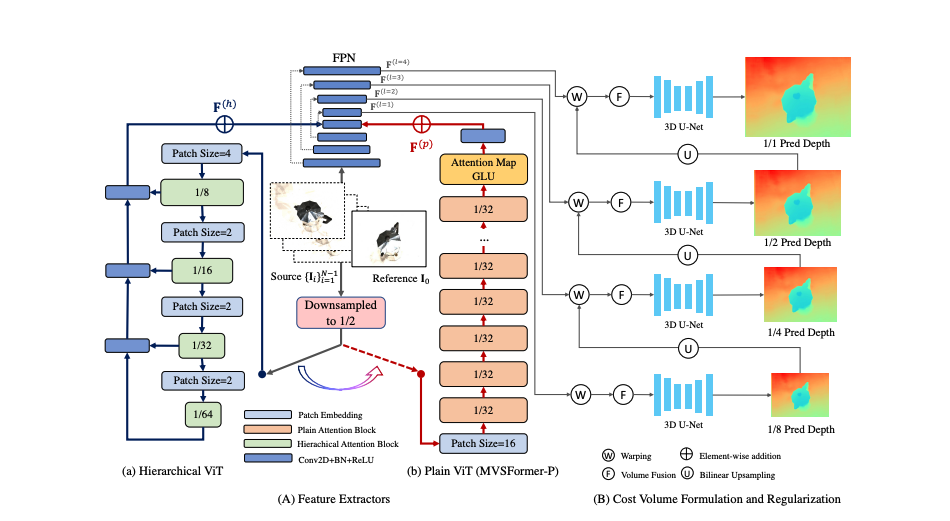 FPN
F^(l=4)
F^(l=3)
F^(l=2)
F^(l=1)
F^(h)
F^(p)
Patch Size=4
1/8
Patch Size=2
1/16
Patch Size=2
1/32
Patch Size=2
1/64
Source {I_i}_{i=1}^{N−1}
Reference I_0
Downsampled
to 1/2
Attention Map
GLU
1/32
...
1/32
1/32
1/32
1/32
1/32
Patch Size=16
Patch Embedding
Plain Attention Block
Hierachical Attention Block
Conv2D+BN+ReLU
(a) Hierarchical ViT
(b) Plain ViT (MVSFormer-P)
(A) Feature Extractors
W
F
3D U-Net
1/1 Pred Depth
U
W
F
3D U-Net
1/2 Pred Depth
U
W
F
3D U-Net
1/4 Pred Depth
U
W
F
3D U-Net
1/8 Pred Depth
W Warping
Element-wise addition
F Volume Fusion
U Bilinear Upsampling
(B) Cost Volume Formulation and Regularization